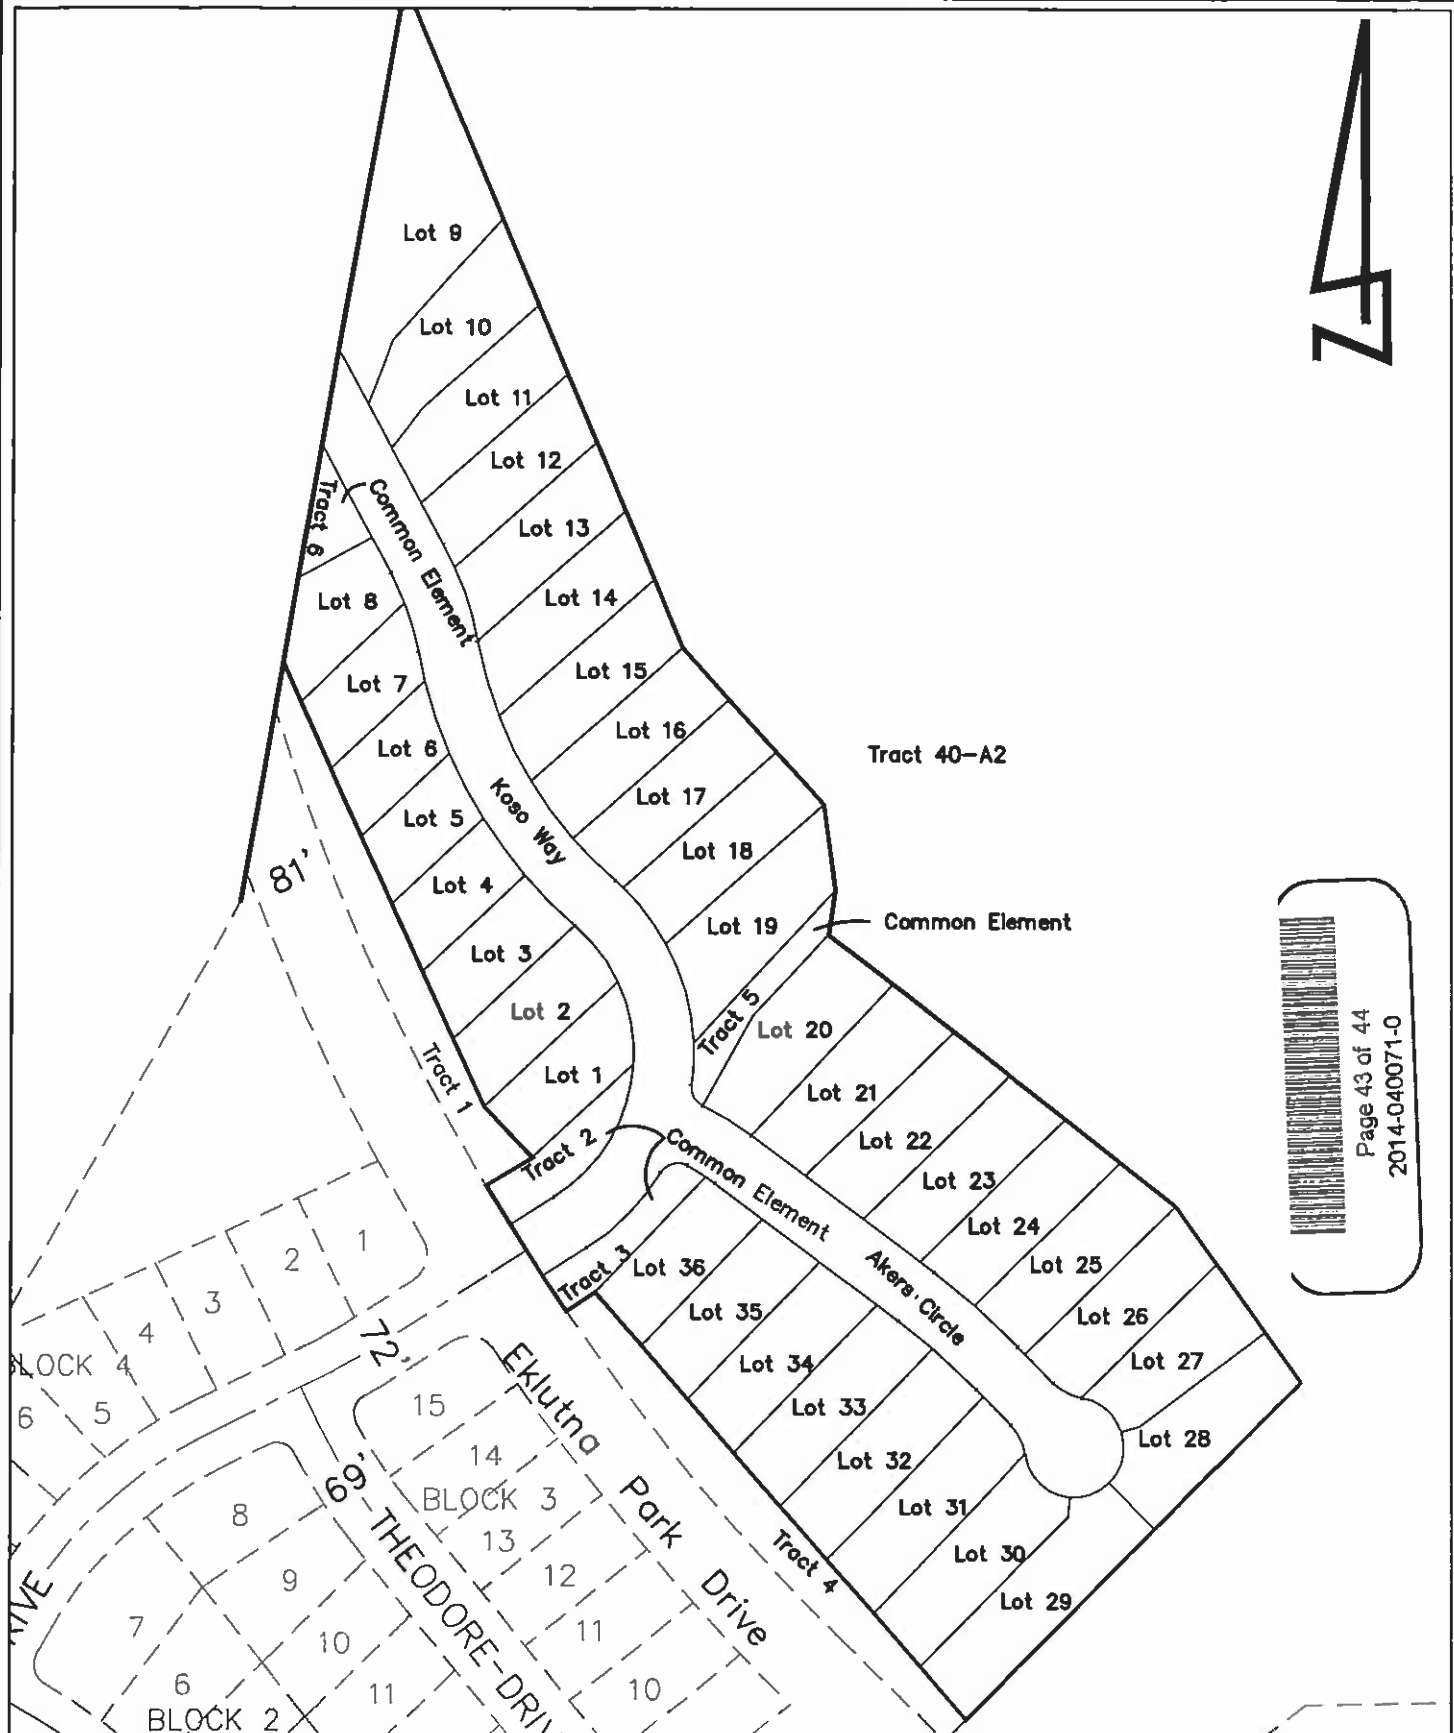 Lot 9
Lot 10
Lot 11
Lot 12
Lot 13
Lot 14
Lot 15
Lot 16
Lot 17
Lot 18
Lot 19
Tract 6
Common Element
Lot 8
Lot 7
Lot 6
Lot 5
Lot 4
Lot 3
Lot 2
Lot 1
Koso Way
Tract 40-A2
Common Element
Tract 5
Lot 20
Lot 21
Lot 22
Lot 23
Lot 24
Lot 25
Lot 26
Lot 27
Lot 28
Lot 29
Lot 30
Lot 31
Lot 32
Lot 33
Lot 34
Lot 35
Lot 36
Common Element
Akers Circle
Tract 1
Tract 2
Tract 3
Tract 4
81'
72'
69'
Eklutna Park Drive
THEODORE DRIV
RIVE
1
2
3
4
BLOCK 4
5
6
15
14
BLOCK 3
13
12
11
10
8
9
7
10
6
11
BLOCK 2
N
Page 43 of 44
2014-040071-0